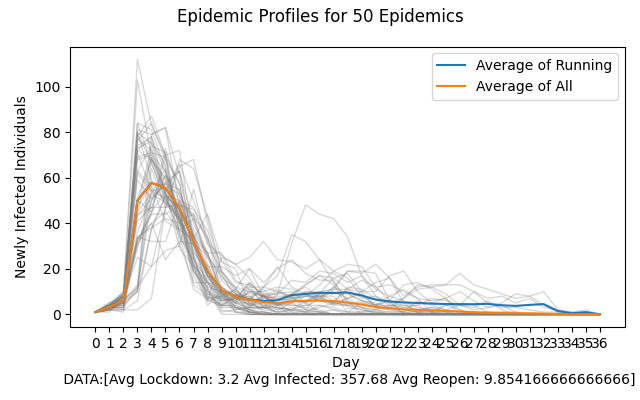 Epidemic Profiles for 50 Epidemics
Average of Running
Average of All
Newly Infected Individuals
100
80
60
40
20
0
0 1 2 3 4 5 6 7 8 9 10 11 12 13 14 15 16 17 18 19 20 21 22 23 24 25 26 27 28 29 30 31 32 33 34 35 36
Day
DATA:[Avg Lockdown: 3.2 Avg Infected: 357.68 Avg Reopen: 9.854166666666666]